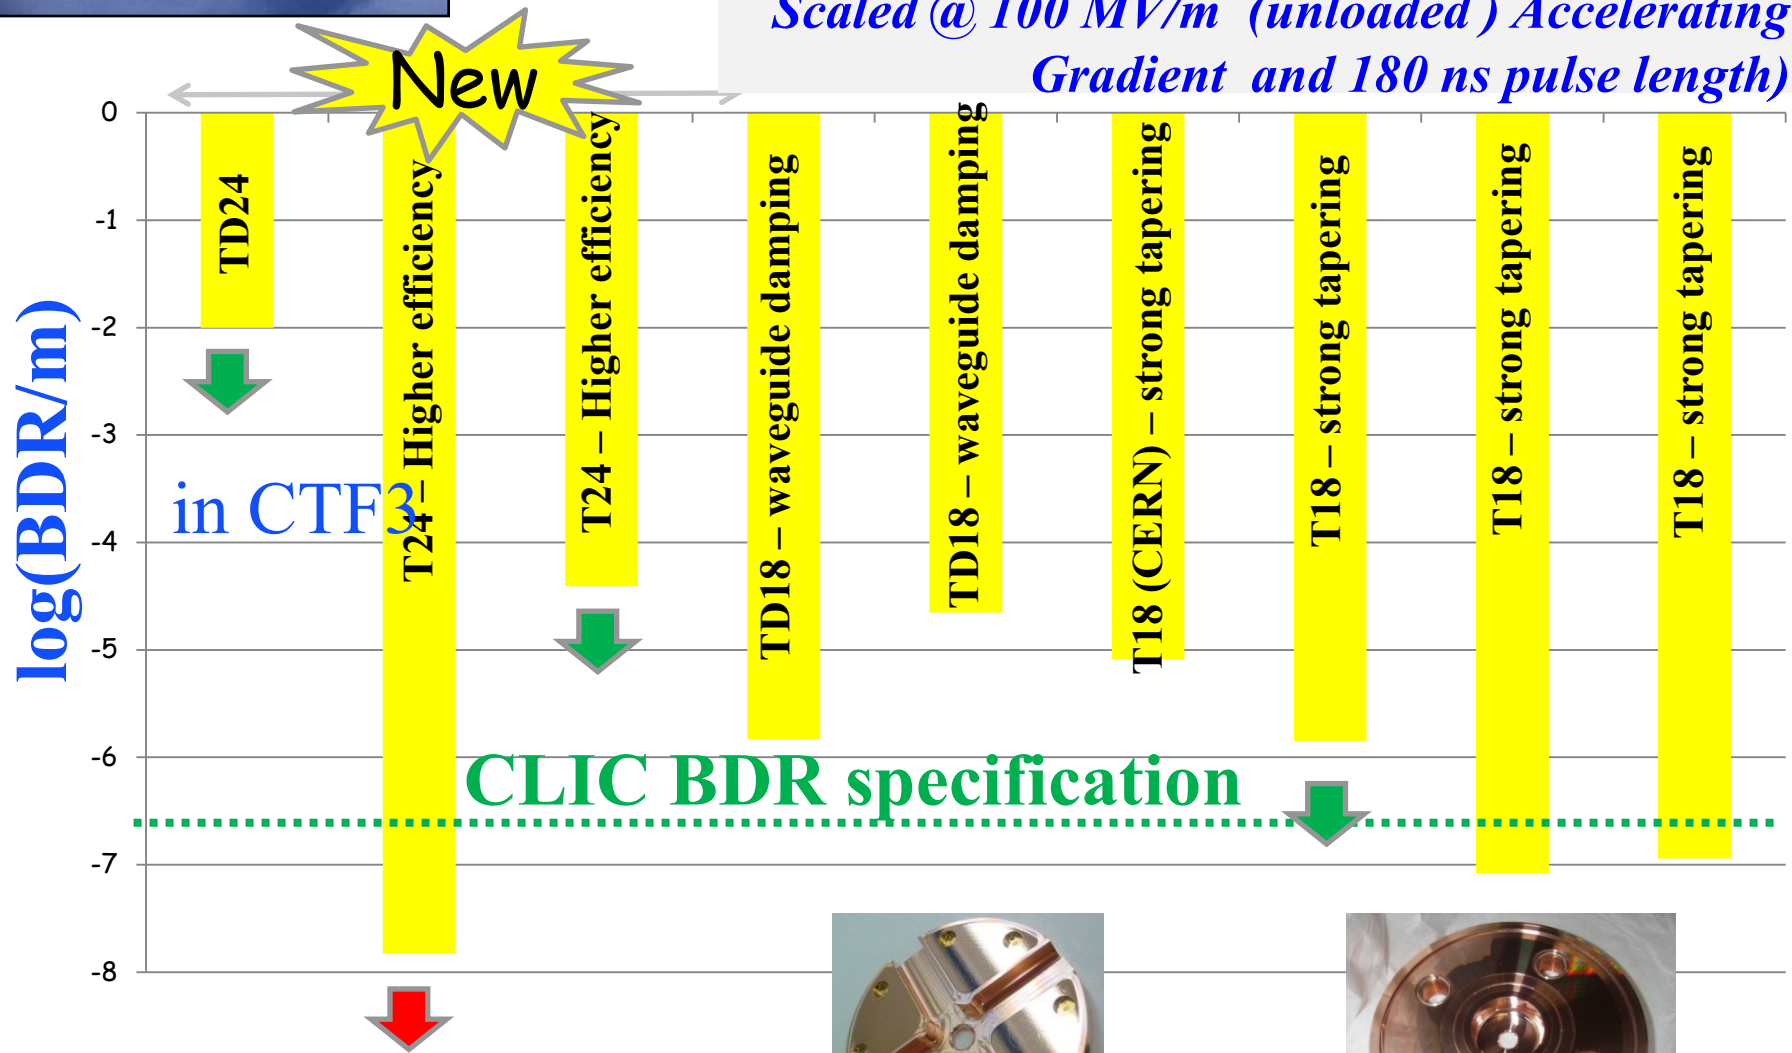 Scaled @ 100 MV/m (unloaded ) Accelerating
Gradient and 180 ns pulse length)
New
0
-1
-2
-3
-4
-5
-6
-7
-8
log(BDR/m)
TD24
T24 – Higher efficiency
T24 – Higher efficiency
TD18 – waveguide damping
TD18 – waveguide damping
T18 (CERN) – strong tapering
T18 – strong tapering
T18 – strong tapering
T18 – strong tapering
in CTF3
CLIC BDR specification